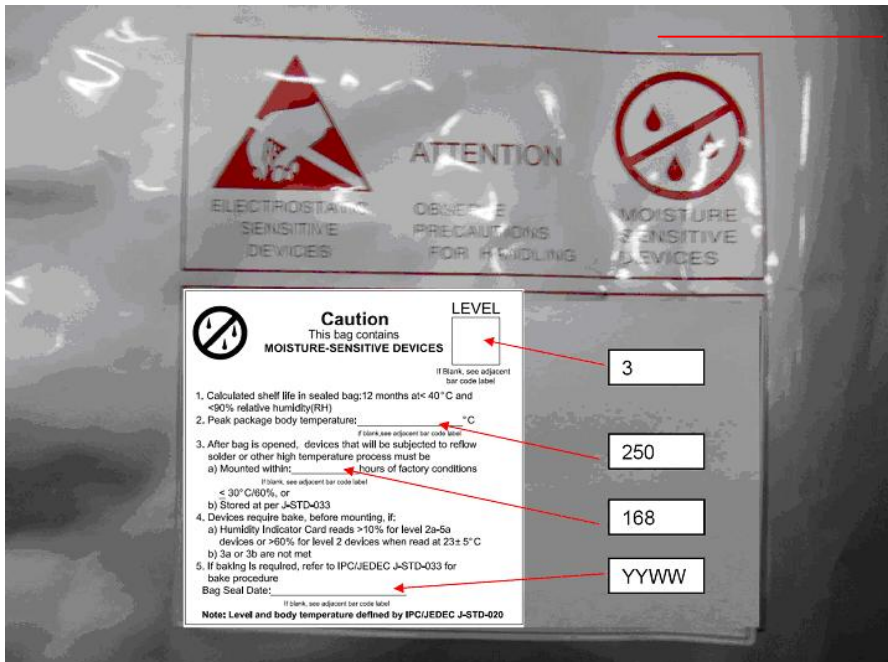 ATTENTION
ELECTROSTATIC
SENSITIVE
DEVICES
OBSERVE
PRECAUTIONS
FOR HANDLING
MOISTURE
SENSITIVE
DEVICES
Caution
This bag contains
MOISTURE-SENSITIVE DEVICES
LEVEL
If Blank, see adjacent
bar code label
1. Calculated shelf life in sealed bag:12 months at< 40°C and
<90% relative humidity(RH)
2. Peak package body temperature:____________________°C
if blank,see adjacent bar code label
3. After bag is opened, devices that will be subjected to reflow
solder or other high temperature process must be
a) Mounted within:____________ hours of factory conditions
If blank, see adjacent bar code label
≤ 30°C/60%, or
b) Stored at per J-STD-033
4. Devices require bake, before mounting, if;
a) Humidity Indicator Card reads >10% for level 2a-5a
devices or >60% for level 2 devices when read at 23± 5°C
b) 3a or 3b are not met
5. If baking is required, refer to IPC/JEDEC J-STD-033 for
bake procedure
Bag Seal Date:__________________________
If blank, see adjacent bar code label
Note: Level and body temperature defined by IPC/JEDEC J-STD-020
3
250
168
YYWW